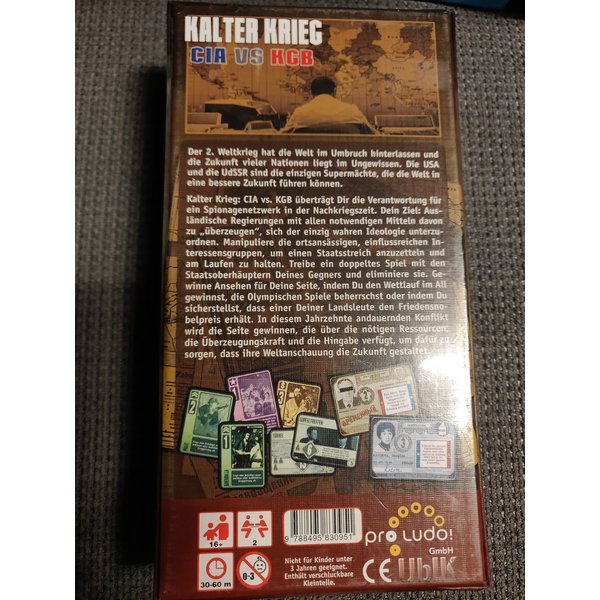 KALTER KRIEG
CIA VS KGB
Der 2. Weltkrieg hat die Welt im Umbruch hinterlassen und
die Zukunft vieler Nationen liegt im Ungewissen. Die USA
und die UdSSR sind die einzigen Supermächte, die die Welt in
eine bessere Zukunft führen können.
Kalter Krieg: CIA vs. KGB überträgt Dir die Verantwortung für
ein Spionagenetzwerk in der Nachkriegszeit. Dein Ziel: Aus-
ländische Regierungen mit allen notwendigen Mitteln davon
zu „überzeugen", sich der einzig wahren Ideologie unterzu-
ordnen. Manipuliere die ortsansässigen, einflussreichen In-
teressensgruppen, um einen Staatsstreich anzuzetteln und
am Laufen zu halten. Treibe ein doppeltes Spiel mit den
Staatsoberhäuptern Deines Gegners und eliminiere sie. Ge-
winne Ansehen für Deine Seite, indem Du den Wettlauf im All
gewinnst, die Olympischen Spiele beherrschst oder indem Du
sicherstellst, dass einer Deiner Landsleute den Friedensno-
belpreis erhält. In diesem Jahrzehnte andauernden Konflikt
wird die Seite gewinnen, die über die nötigen Ressourcen,
die Überzeugungskraft und die Hingabe verfügt, um dafür zu
sorgen, dass ihre Weltanschauung die Zukunft gestaltet.
2
1
3
1
3
16+
2
30-60 m
0-3
9 788495 830951
Nicht für Kinder unter
3 Jahren geeignet.
Enthält verschluckbare
Kleinteile.
pro Ludo!
GmbH
CE
UbIK